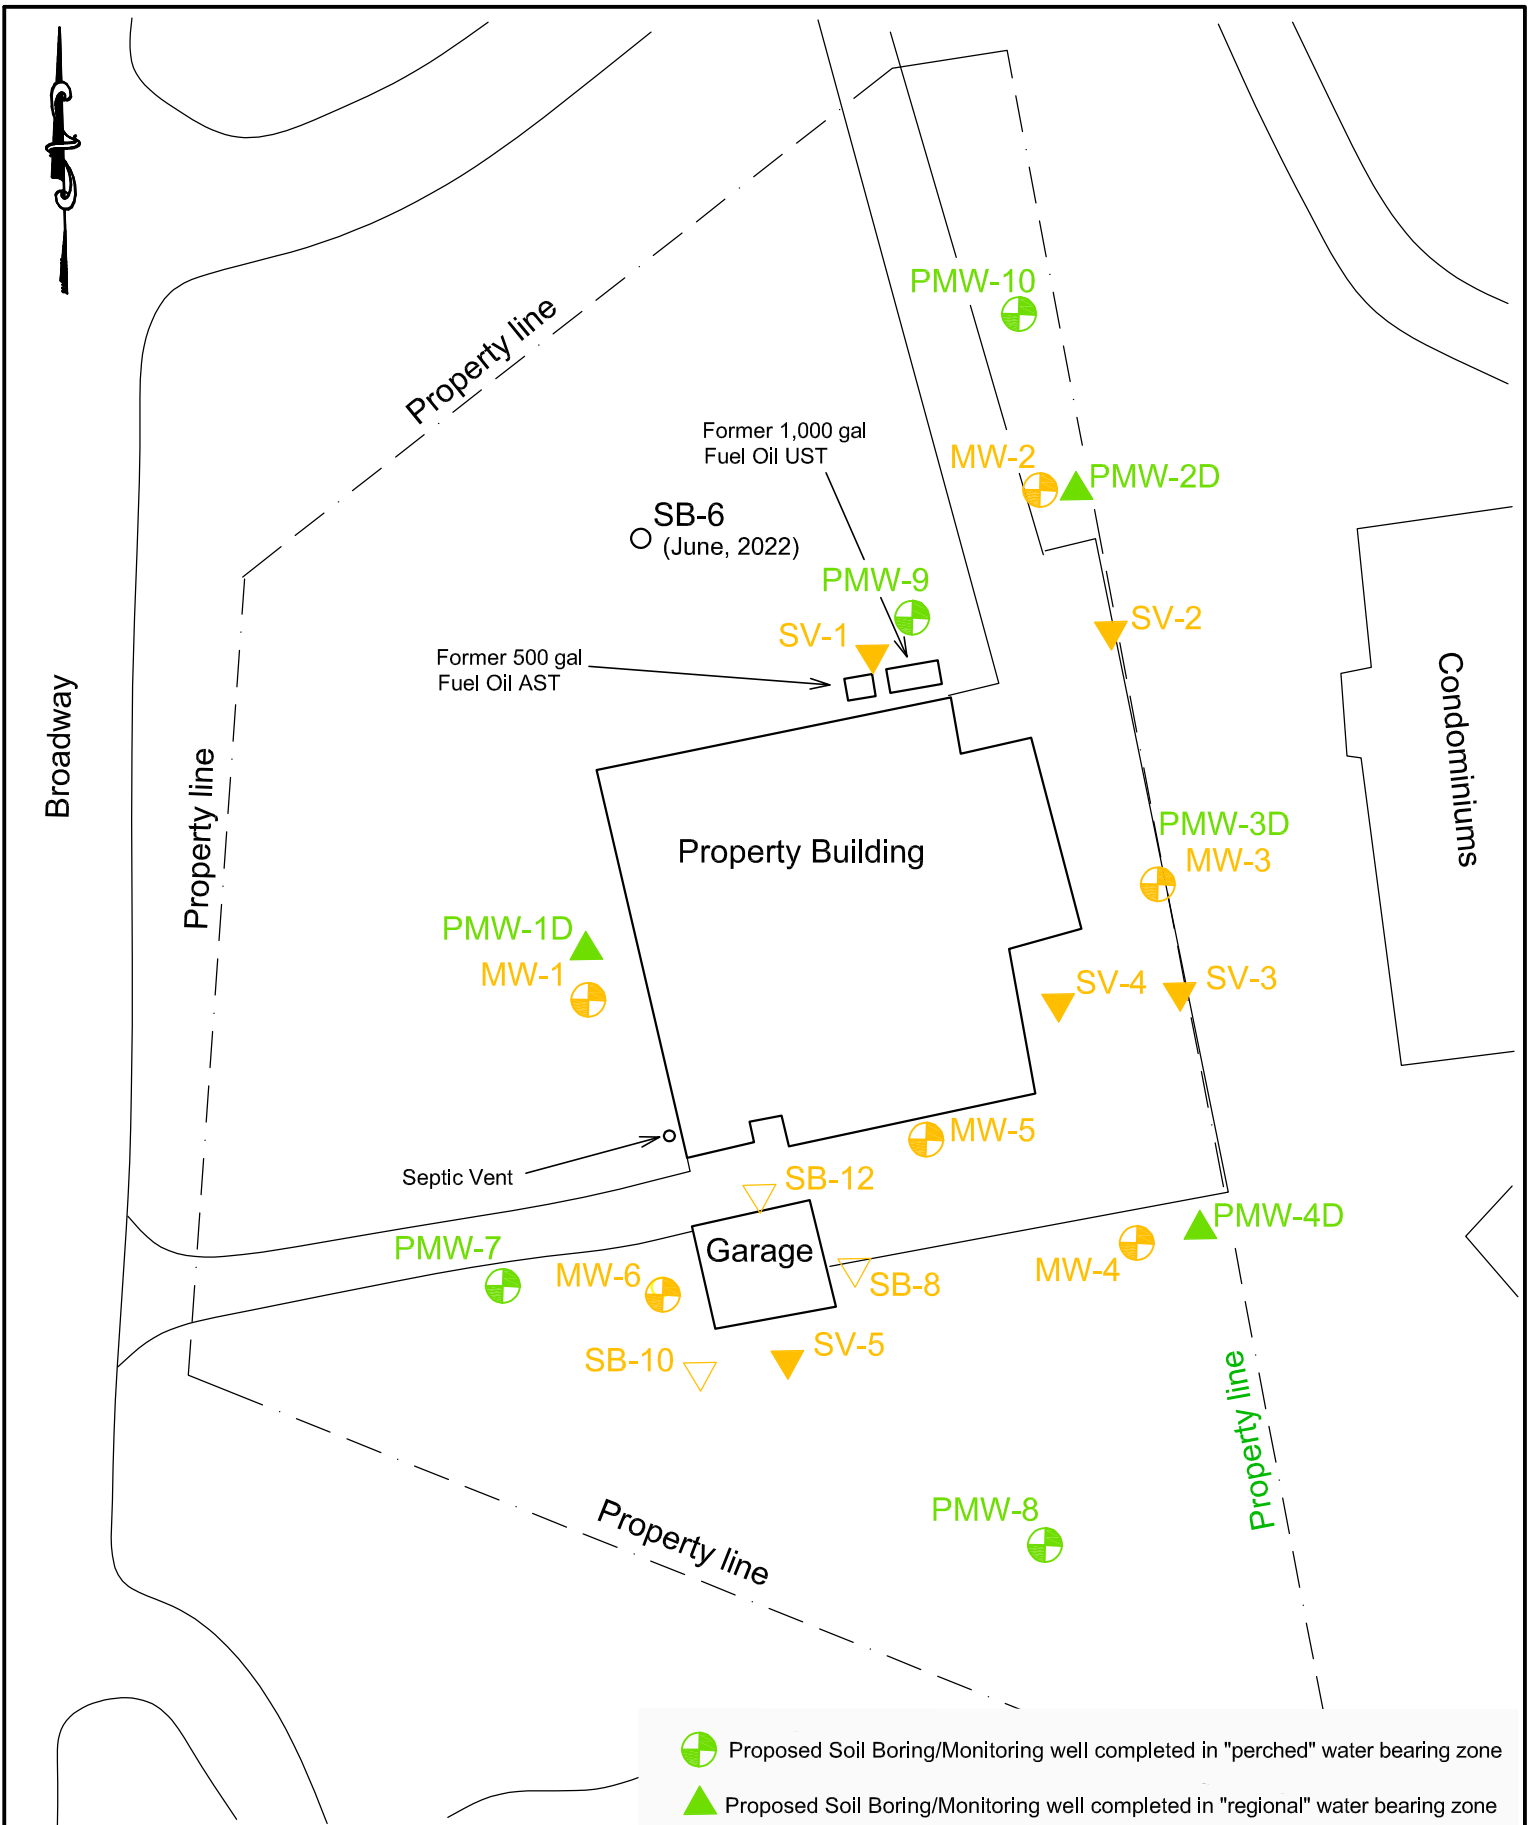 PMW-10
Property line
Former 1,000 gal
Fuel Oil UST
MW-2
PMW-2D
SB-6
(June, 2022)
PMW-9
SV-1
SV-2
Former 500 gal
Fuel Oil AST
Broadway
Property line
Condominiums
Property Building
PMW-3D
MW-3
PMW-1D
MW-1
SV-4
SV-3
MW-5
Septic Vent
SB-12
PMW-4D
PMW-7
Garage
MW-6
SB-8
MW-4
SB-10
SV-5
Property line
PMW-8
Property line
Proposed Soil Boring/Monitoring well completed in "perched" water bearing zone
Proposed Soil Boring/Monitoring well completed in "regional" water bearing zone